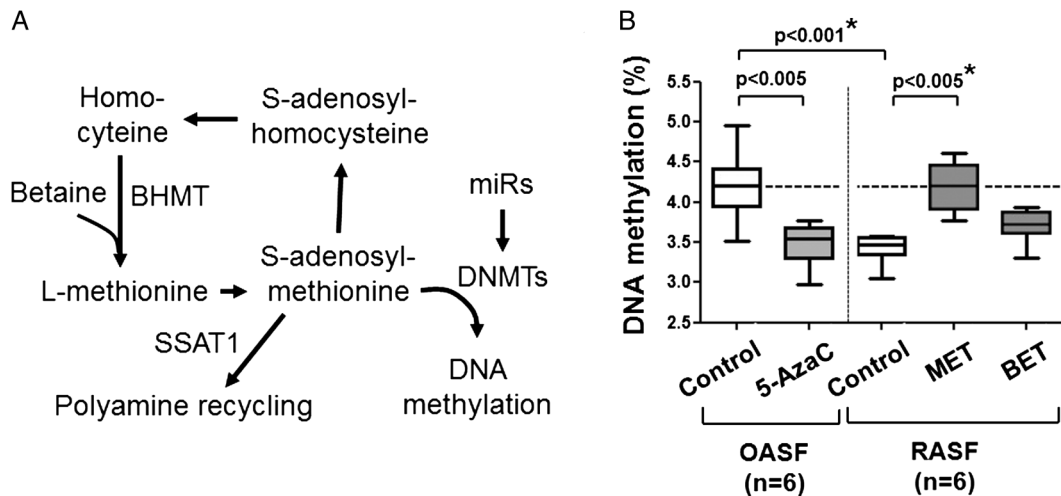 A
Homo-
cyteine
S-adenosyl-
homocysteine
Betaine
BHMT
miRs
L-methionine
S-adenosyl-
methionine
DNMTs
SSAT1
Polyamine recycling
DNA
methylation
B
p<0.001*
p<0.005
p<0.005*
DNA methylation (%)
5.5
5.0
4.5
4.0
3.5
3.0
2.5
Control
5-AzaC
Control
MET
BET
OASF
(n=6)
RASF
(n=6)